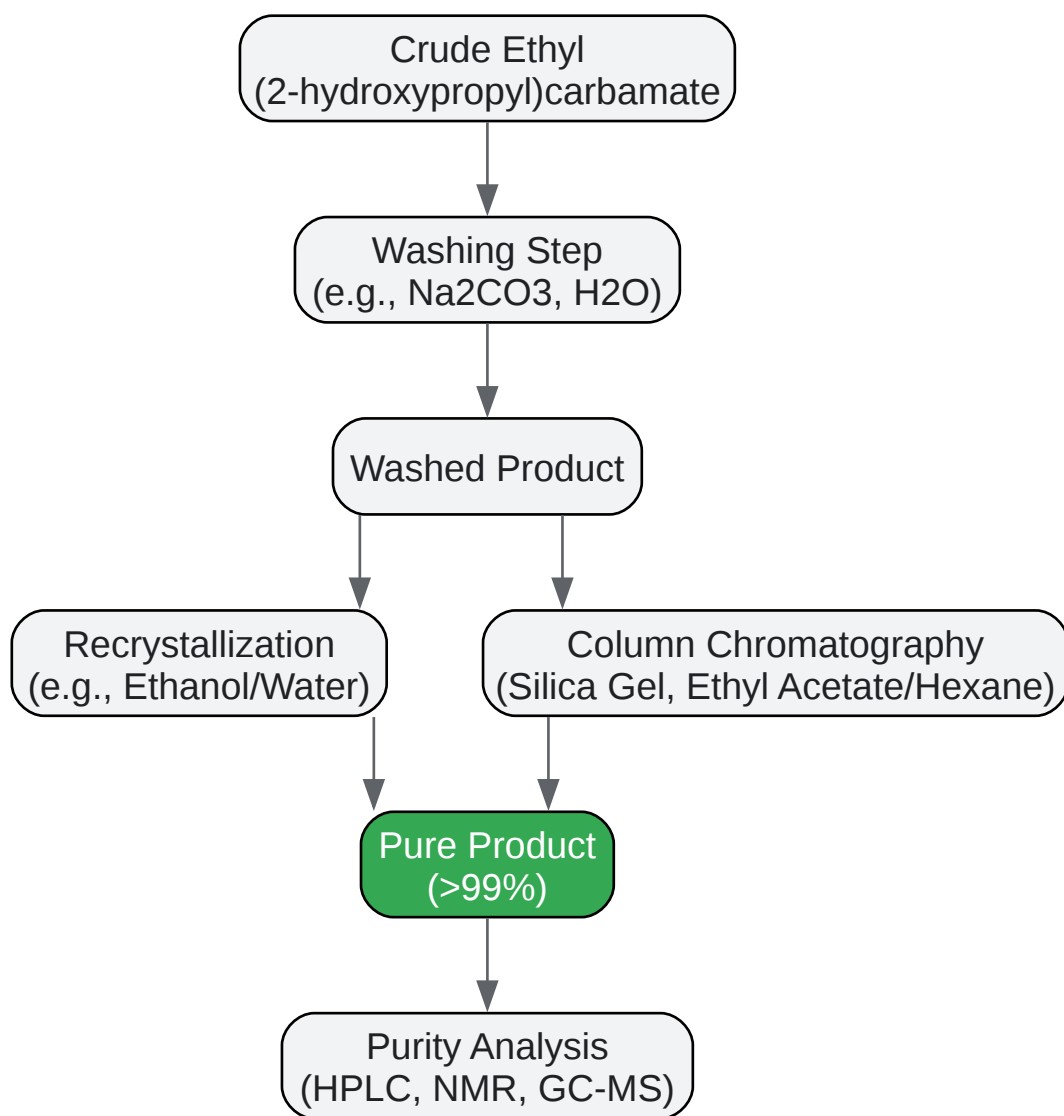 Crude Ethyl
(2-hydroxypropyl)carbamate
Washing Step
(e.g., Na2CO3, H2O)
Washed Product
Recrystallization
(e.g., Ethanol/Water)
Column Chromatography
(Silica Gel, Ethyl Acetate/Hexane)
Pure Product
(>99%)
Purity Analysis
(HPLC, NMR, GC-MS)